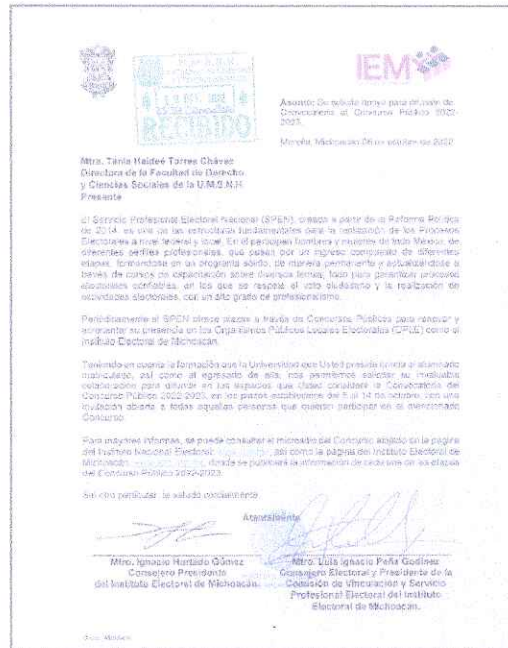 IEM
RECIBIDO
Asunto: Se solicita apoyo para difusión de
Convocatoria al Concurso Público 2022-
2023.
Morelia, Michoacán 06 de octubre de 2022
Mtra. Tania Haideé Torres Chávez
Directora de la Facultad de Derecho
y Ciencias Sociales de la U.M.S.N.H
Presente
El Servicio Profesional Electoral Nacional (SPEN), creado a partir de la Reforma Política
de 2014, es una de las estructuras fundamentales para la realización de los Procesos
Electorales a nivel federal y local. En él participan hombres y mujeres de todo México, de
diferentes perfiles profesionales, que pasan por un ingreso compuesto de diferentes
etapas, formándose en un programa sólido, de manera permanente y actualizándose a
través de cursos de capacitación sobre diversos temas, todo para garantizar procesos
electorales confiables, en los que se respeta el voto ciudadano y la realización de
actividades electorales, con un alto grado de profesionalismo.
Periódicamente el SPEN ofrece plazas a través de Concursos Públicos para renovar y
acrecentar su presencia en los Organismos Públicos Locales Electorales (OPLE) como el
Instituto Electoral de Michoacán.
Teniendo en cuenta la formación que la Universidad que Usted preside brinda al alumnado
matriculado, así como al egresado de ella, nos permitimos solicitar su invaluable
colaboración para difundir en los espacios que Usted considere la Convocatoria del
Concurso Público 2022-2023, en los plazos establecidos del 5 al 14 de octubre, con una
invitación abierta a todas aquellas personas que quieran participar en el mencionado
Concurso.
Para mayores informes, se puede consultar el micrositio del Concurso alojado en la página
del Instituto Nacional Electoral, así como la página del Instituto Electoral de
Michoacán, donde se publicará la información de cada una de las etapas
del Concurso Público 2022-2023.
Sin otro particular, le saludo cordialmente
Atentamente
Mtro. Ignacio Hurtado Gómez
Consejero Presidente
del Instituto Electoral de Michoacán
Mtro. Luis Ignacio Peña Godínez
Consejero Electoral y Presidente de la
Comisión de Vinculación y Servicio
Profesional Electoral del Instituto
Electoral de Michoacán.